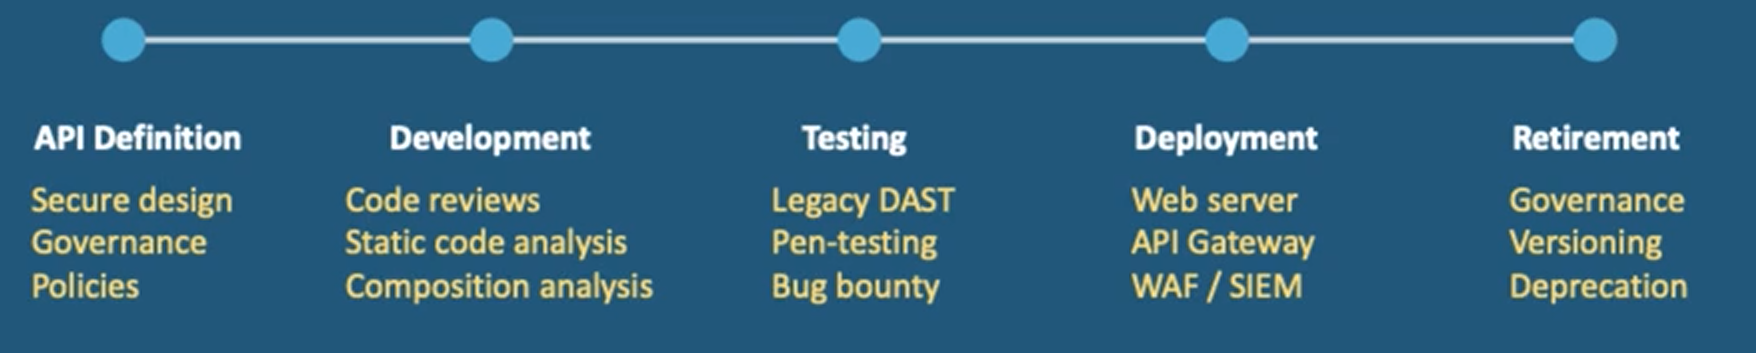 API Definition
Secure design
Governance
Policies
Development
Code reviews
Static code analysis
Composition analysis
Testing
Legacy DAST
Pen-testing
Bug bounty
Deployment
Web server
API Gateway
WAF / SIEM
Retirement
Governance
Versioning
Deprecation